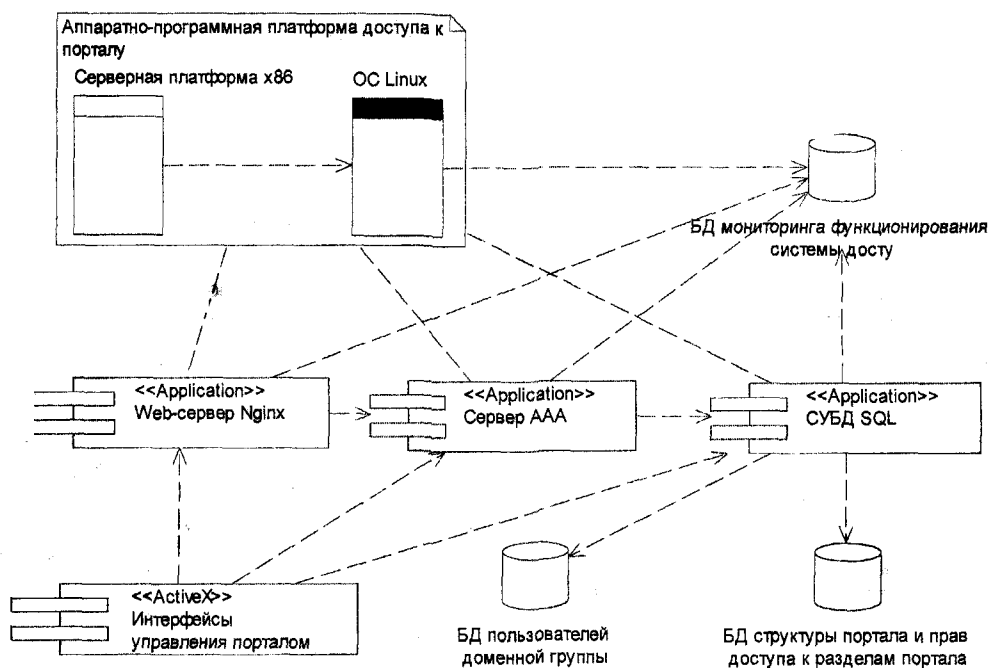 Аппаратно-программная платформа доступа к
порталу
Серверная платформа x86
ОС Linux
БД мониторинга функционирования
системы досту
<<Application>>
Web-сервер Nginx
<<Application>>
Сервер AAA
<<Application>>
СУБД SQL
<<ActiveX>>
Интерфейсы
управления порталом
БД пользователей
доменной группы
БД структуры портала и прав
доступа к разделам портала